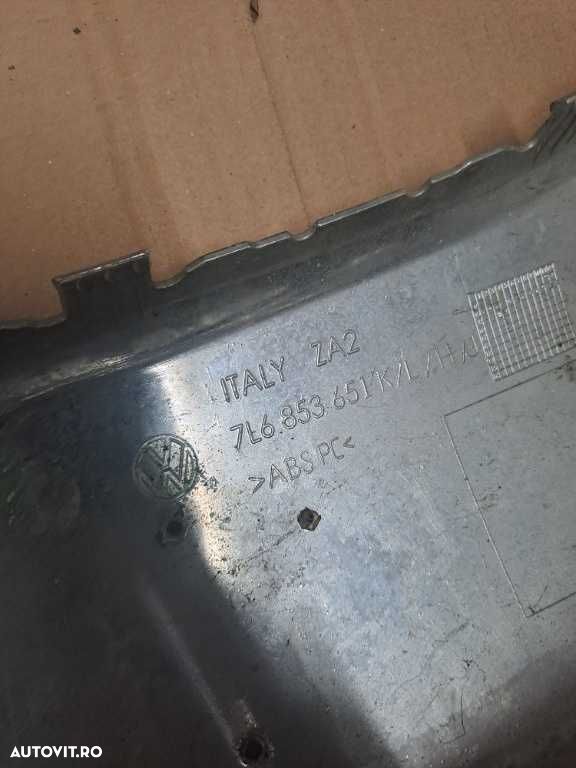 ITALY ZA2
7L6 853 651 K/L/H/
>ABS PC<
AUTOVIT.RO